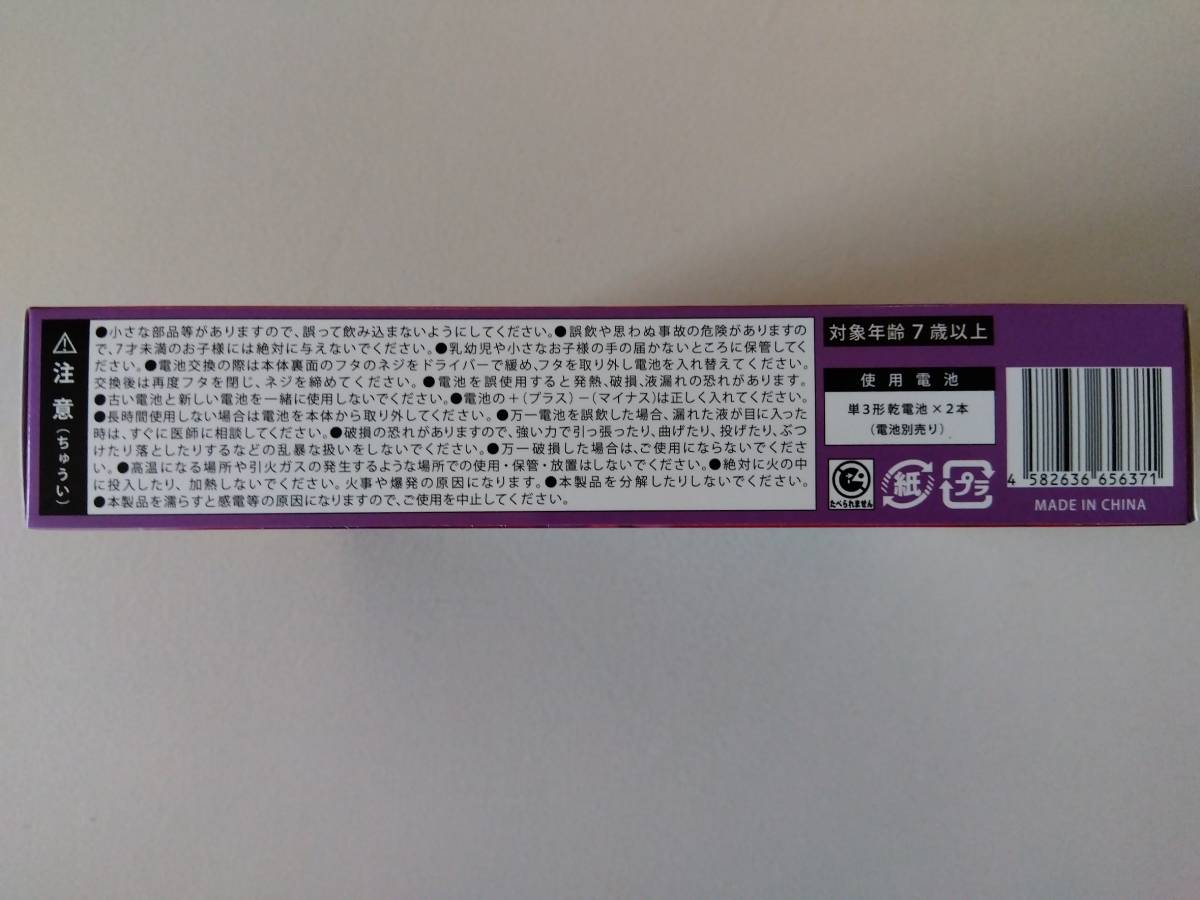 ⚠注意(ちゅうい)
●小さな部品等がありますので、誤って飲み込まないようにしてください。●誤飲や思わぬ事故の危険がありますの
で、7才未満のお子様には絶対に与えないでください。●乳幼児や小さなお子様の手の届かないところに保管してく
ださい。●電池交換の際は本体裏面のフタのネジをドライバーで緩め、フタを取り外し電池を入れ替えてください。
交換後は再度フタを閉じ、ネジを締めてください。●電池を誤使用すると発熱、破損、液漏れの恐れがあります。
●古い電池と新しい電池を一緒に使用しないでください。●電池の+(プラス)−(マイナス)は正しく入れてください。
●長時間使用しない場合は電池を本体から取り外してください。●万一電池を誤飲した場合、漏れた液が目に入った
時は、すぐに医師に相談してください。●破損の恐れがありますので、強い力で引っ張ったり、曲げたり、投げたり、ぶつ
けたり落としたりするなどの乱暴な扱いをしないでください。●万一破損した場合は、ご使用にならないでくださ
い。●高温になる場所や引火ガスの発生するような場所での使用・保管・放置はしないでください。●絶対に火の中
に投入したり、加熱しないでください。火事や爆発の原因になります。●本製品を分解したりしないでください。
●本製品を濡らすと感電等の原因になりますので、ご使用を中止してください。
対象年齢7歳以上
使用電池
単3形乾電池×2本
(電池別売り)
たべられません
紙
プラ
4 582636 656371
MADE IN CHINA